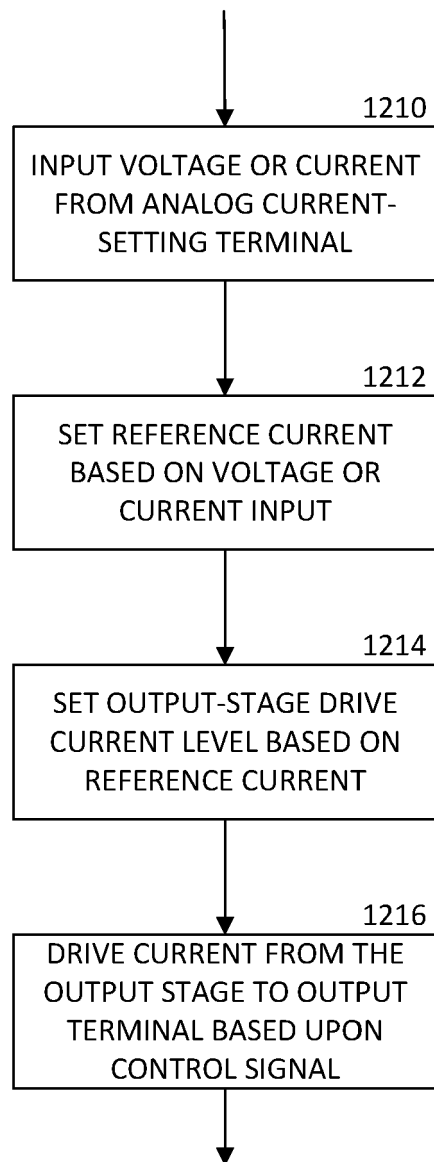 1210
INPUT VOLTAGE OR CURRENT
FROM ANALOG CURRENT-
SETTING TERMINAL
1212
SET REFERENCE CURRENT
BASED ON VOLTAGE OR
CURRENT INPUT
1214
SET OUTPUT-STAGE DRIVE
CURRENT LEVEL BASED ON
REFERENCE CURRENT
1216
DRIVE CURRENT FROM THE
OUTPUT STAGE TO OUTPUT
TERMINAL BASED UPON
CONTROL SIGNAL